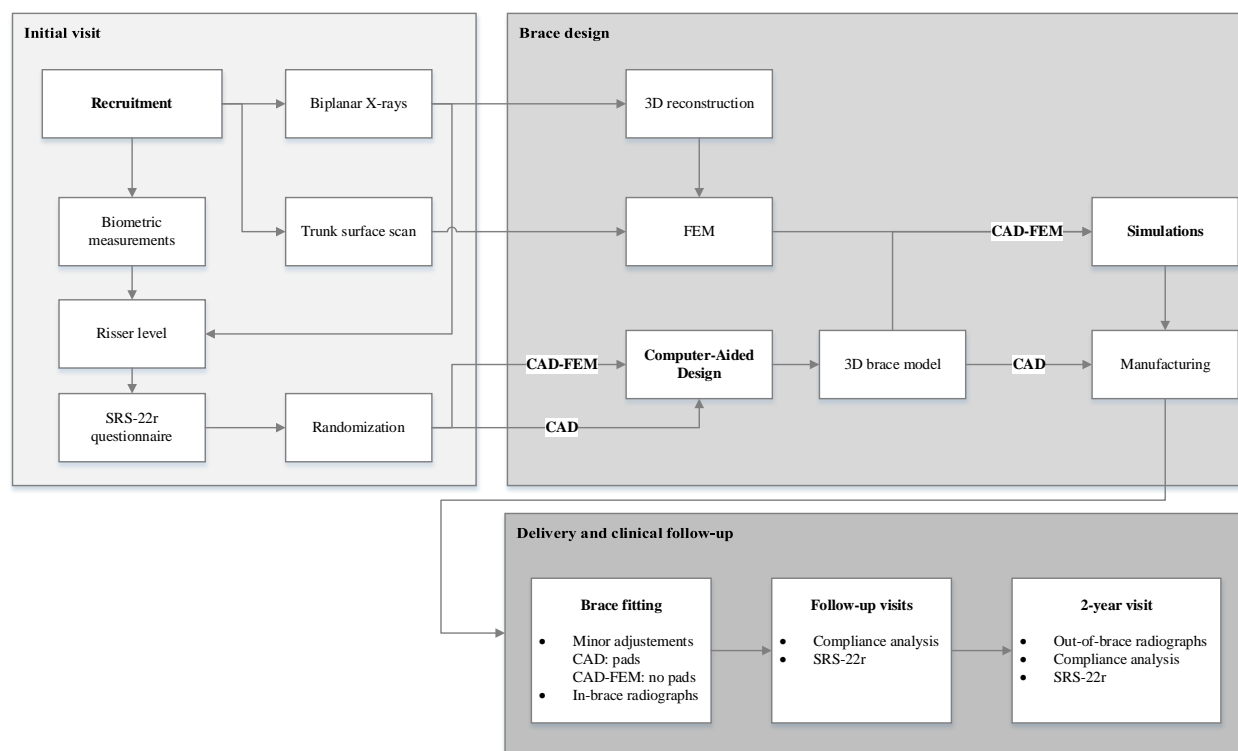 Initial visit
Recruitment
Biplanar X-rays
Biometric
measurements
Trunk surface scan
Risser level
SRS-22r
questionnaire
Randomization
Brace design
3D reconstruction
FEM
CAD-FEM
Simulations
CAD-FEM
Computer-Aided
Design
3D brace model
CAD
Manufacturing
CAD
Delivery and clinical follow-up
Brace fitting
• Minor adjustements
CAD: pads
CAD-FEM: no pads
• In-brace radiographs
Follow-up visits
• Compliance analysis
• SRS-22r
2-year visit
• Out-of-brace radiographs
• Compliance analysis
• SRS-22r